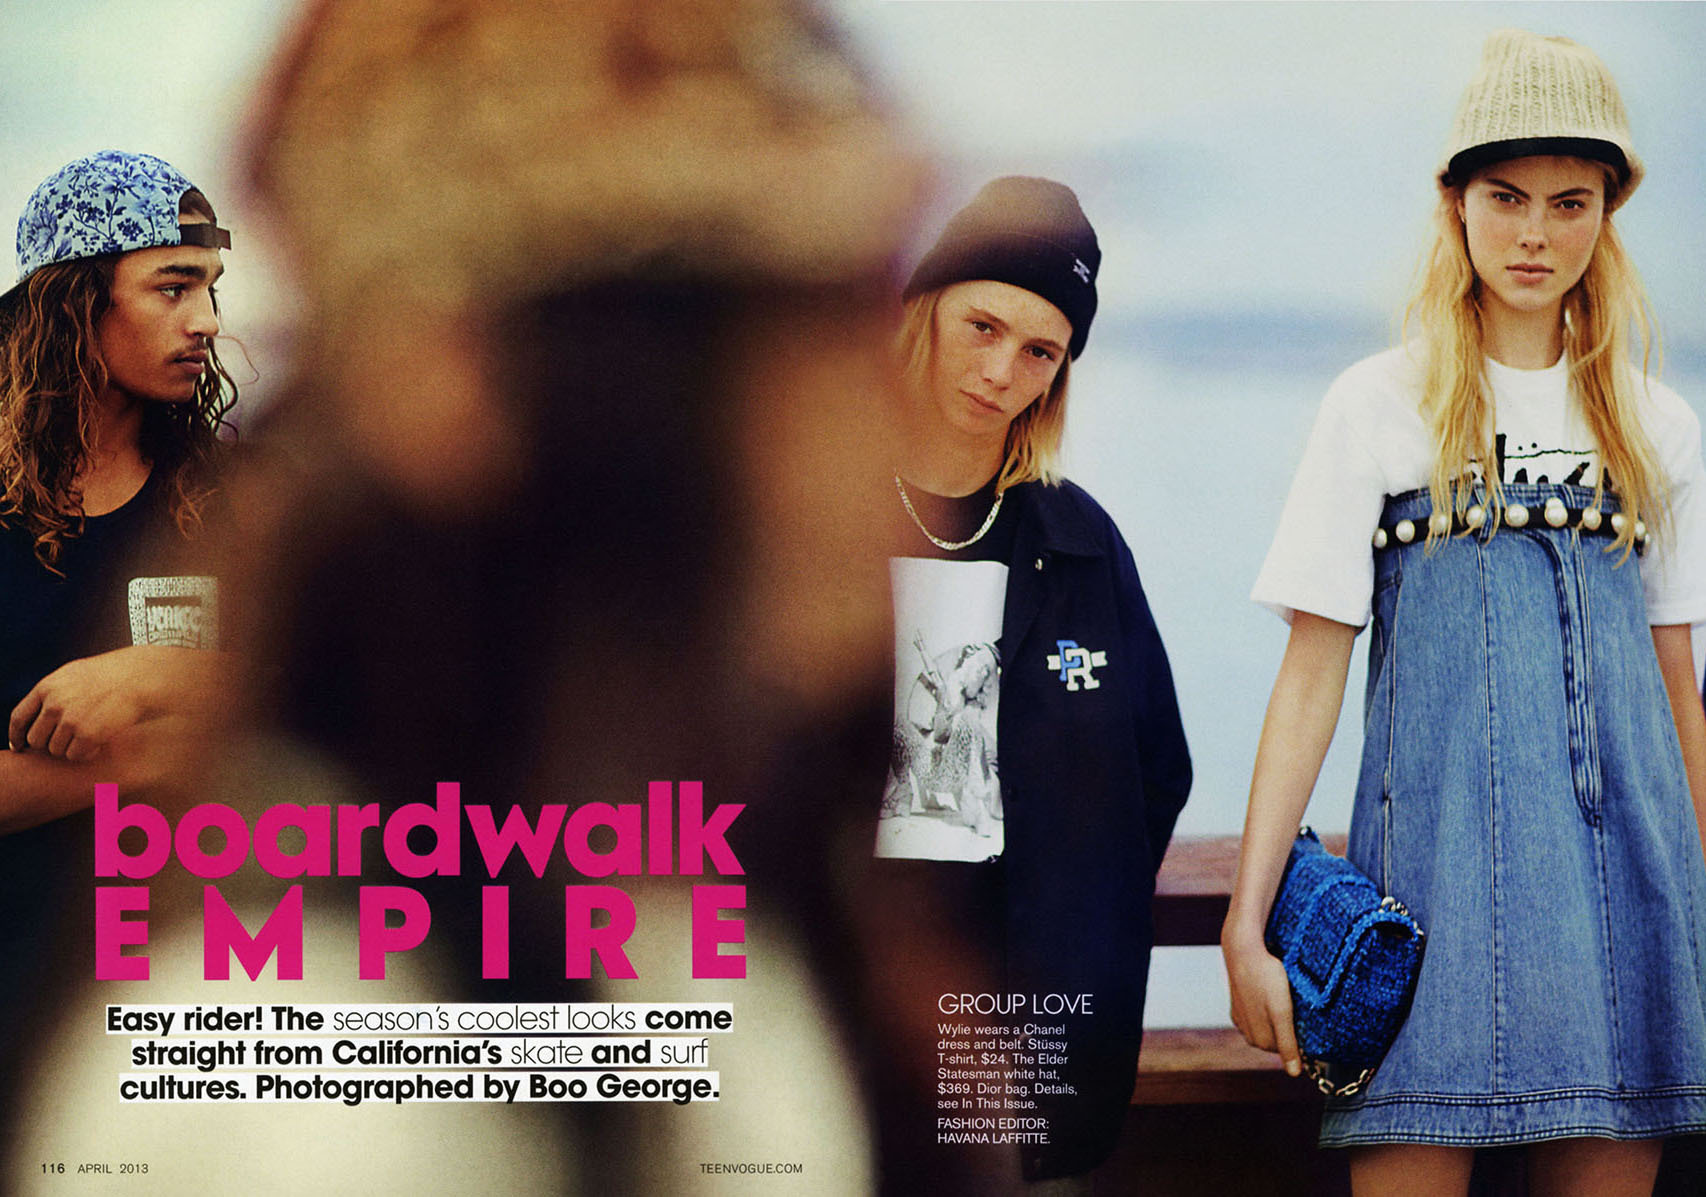 boardwalk
EMPIRE
Easy rider! The season's coolest looks come
straight from California's skate and surf
cultures. Photographed by Boo George.
GROUP LOVE
Wylie wears a Chanel
dress and belt. Stüssy
T-shirt, $24. The Elder
Statesman white hat,
$369. Dior bag. Details,
see In This Issue.
FASHION EDITOR:
HAVANA LAFFITTE.
116 APRIL 2013
TEENVOGUE.COM